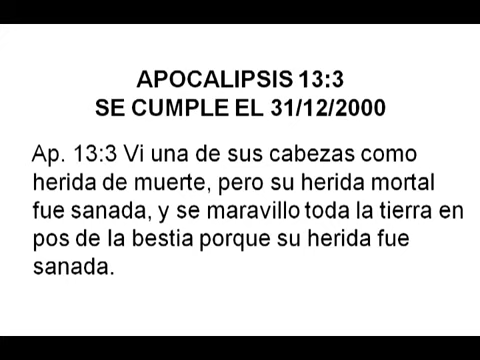 APOCALIPSIS 13:3
SE CUMPLE EL 31/12/2000
Ap. 13:3 Vi una de sus cabezas como
herida de muerte, pero su herida mortal
fue sanada, y se maravillo toda la tierra en
pos de la bestia porque su herida fue
sanada.